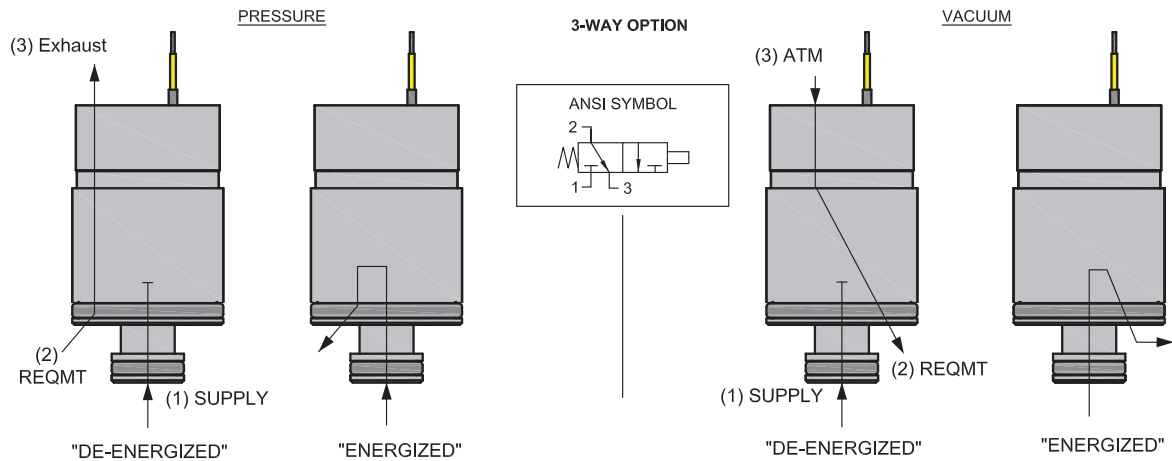 PRESSURE
3-WAY OPTION
VACUUM
(3) Exhaust
(2)
REQMT
(1) SUPPLY
"DE-ENERGIZED"
"ENERGIZED"
ANSI SYMBOL
2
1
3
(3) ATM
(2) REQMT
(1) SUPPLY
"DE-ENERGIZED"
"ENERGIZED"